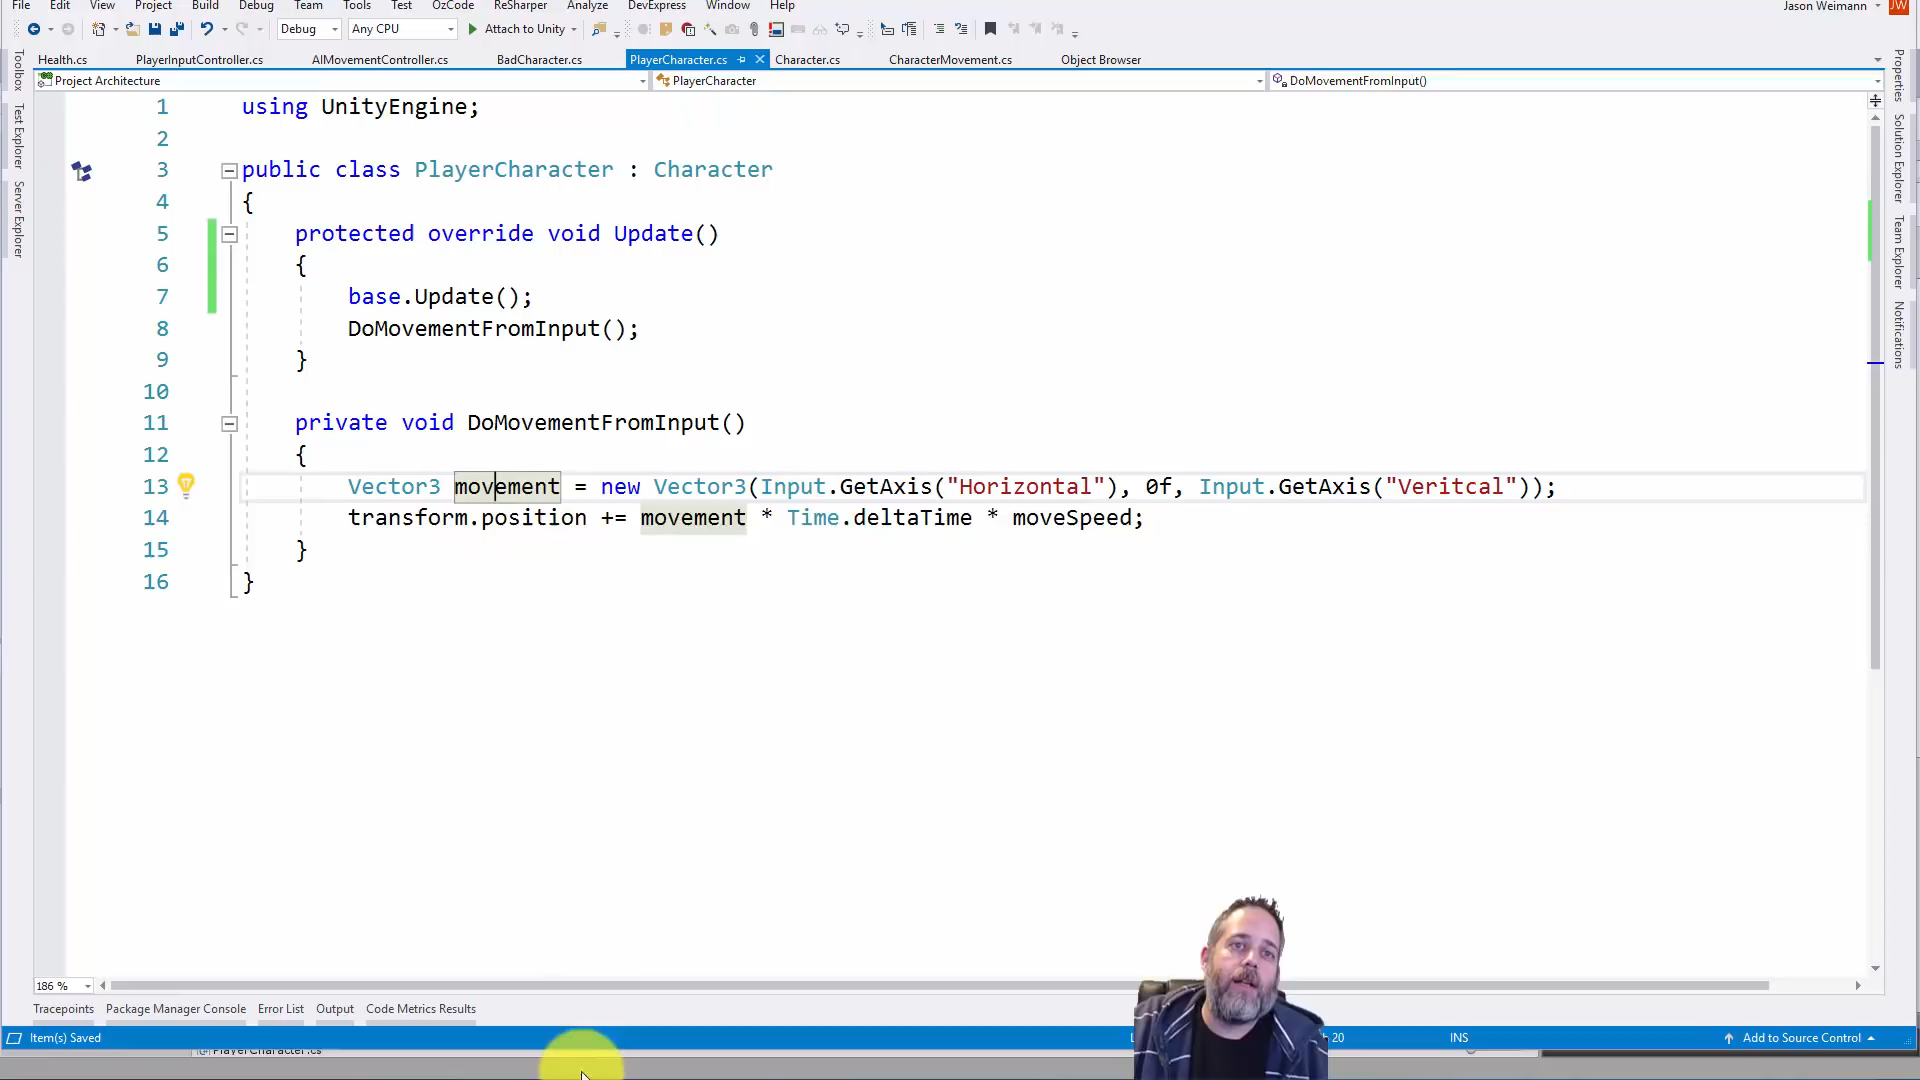 File Edit View Project Build Debug Team Tools Test OzCode ReSharper Analyze DevExpress Window Help Jason Weimann JW
Debug Any CPU Attach to Unity
Health.cs PlayerInputController.cs AIMovementController.cs BadCharacter.cs PlayerCharacter.cs Character.cs CharacterMovement.cs Object Browser
Project Architecture PlayerCharacter DoMovementFromInput()
Toolbox
Test Explorer
Server Explorer
1 using UnityEngine;
2
3 public class PlayerCharacter : Character
4 {
5 protected override void Update()
6 {
7 base.Update();
8 DoMovementFromInput();
9 }
10
11 private void DoMovementFromInput()
12 {
13 Vector3 movement = new Vector3(Input.GetAxis("Horizontal"), 0f, Input.GetAxis("Veritcal"));
14 transform.position += movement * Time.deltaTime * moveSpeed;
15 }
16 }
Properties
Solution Explorer
Team Explorer
Notifications
186 %
Tracepoints Package Manager Console Error List Output Code Metrics Results
Item(s) Saved 20 INS Add to Source Control
PlayerCharacter.cs